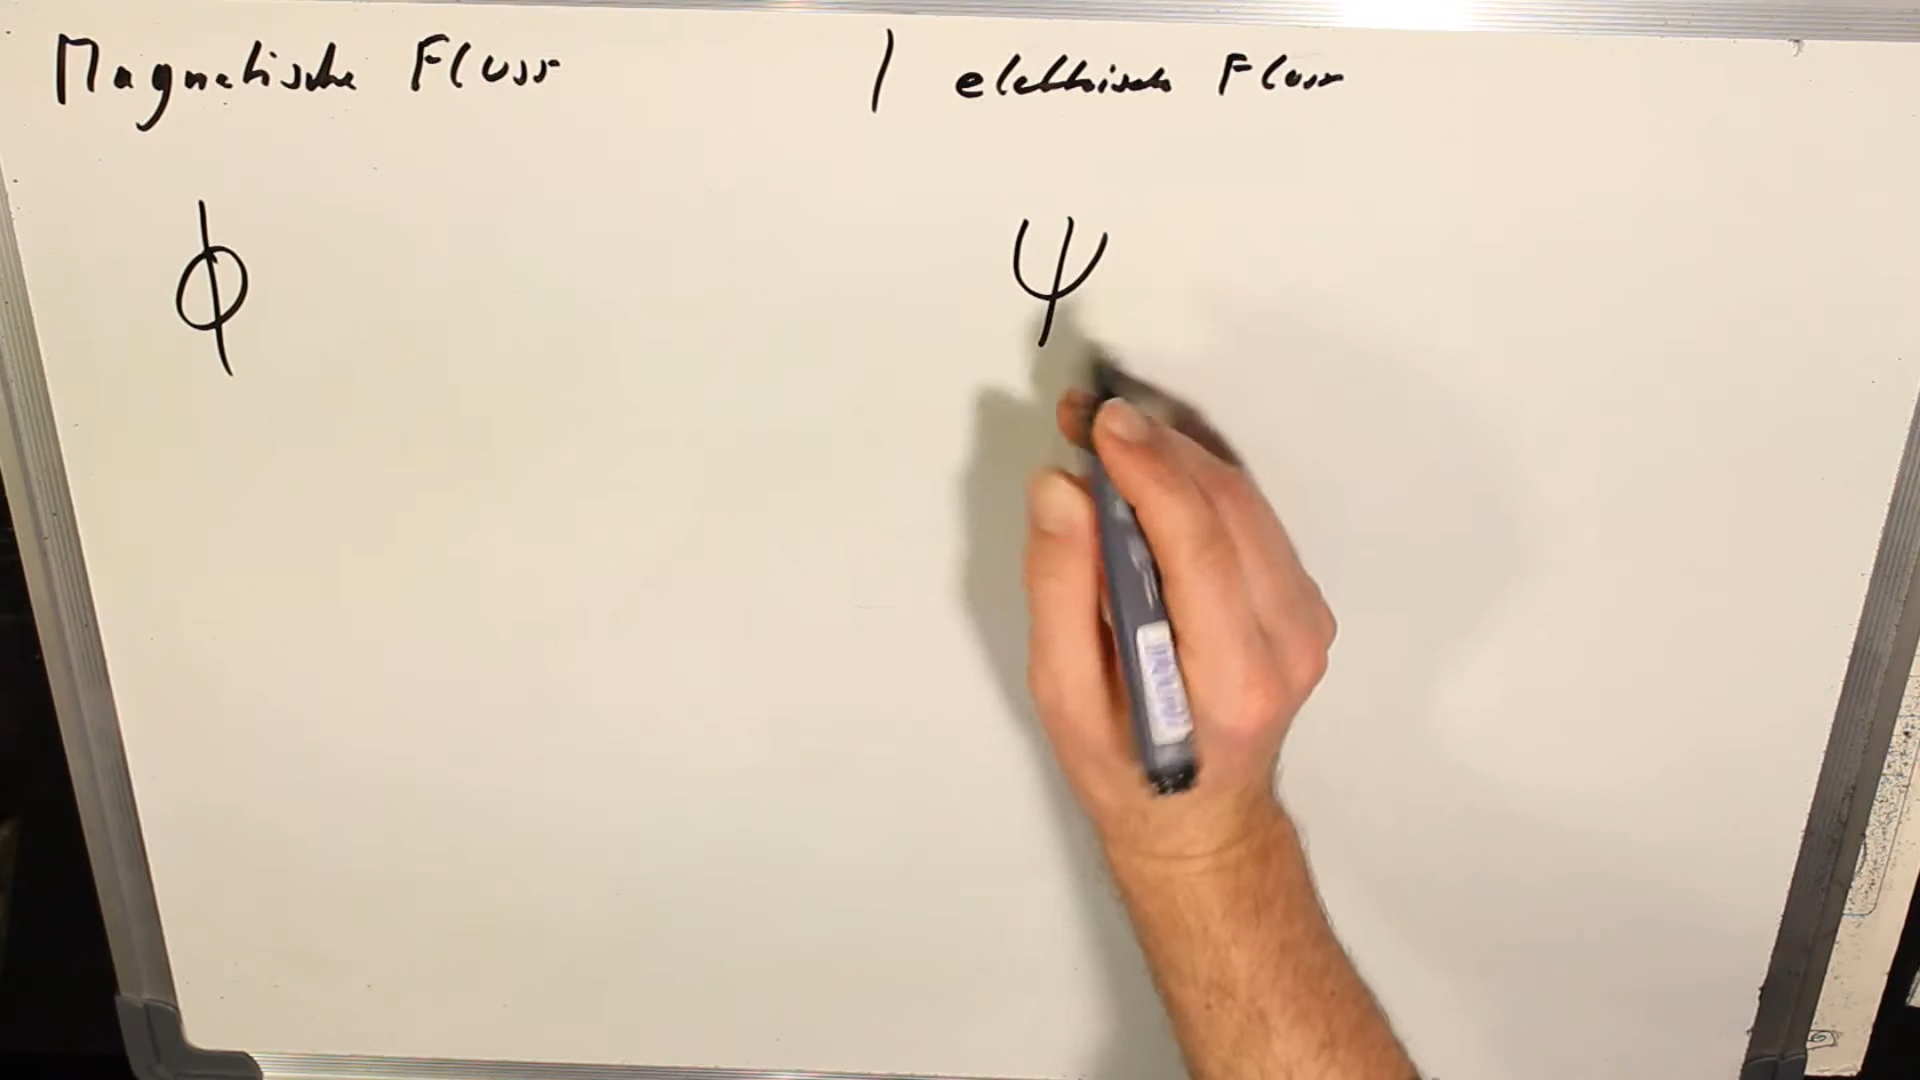 Magnetische Fluss / elektrische Fluss
ϕ ψ